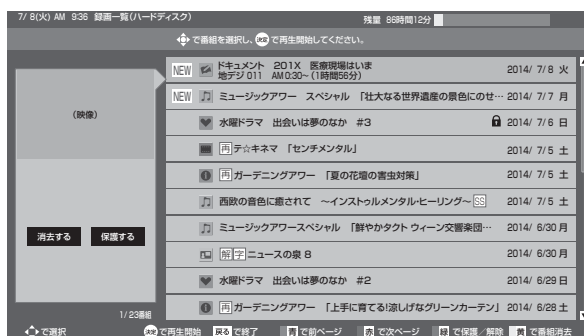 7/ 8(火) AM 9:36 録画一覧(ハードディスク) 残量 86時間12分
で番組を選択し、決定で再生開始してください。
(映像)
消去する 保護する
1/ 23番組
NEW ドキュメント 201X 医療現場はいま 2014/ 7/ 8 火
地デジ 011 AM 0:30~(1時間56分)
NEW ミュージックアワー スペシャル 「壮大なる世界遺産の景色にのせ… 2014/ 7/ 7 月
水曜ドラマ 出会いは夢のなか #3 2014/ 7/ 6 日
再テ☆キネマ 「センチメンタル」 2014/ 7/ 5 土
再ガーデニングアワー 「夏の花壇の害虫対策」 2014/ 7/ 5 土
西欧の音色に癒されて ~インストゥルメンタル・ヒーリング~SS 2014/ 7/ 5 土
ミュージックアワースペシャル 「鮮やかタクト ウィーン交響楽団… 2014/ 6/30 月
解字ニュースの泉 8 2014/ 6/30 月
水曜ドラマ 出会いは夢のなか #2 2014/ 6/29 日
再ガーデニングアワー 「上手に育てる!涼しげなグリーンカーテン」 2014/ 6/28 土
で選択 決定で再生開始 戻るで終了 青で前ページ 赤で次ページ 緑で保護/解除 黄で番組消去